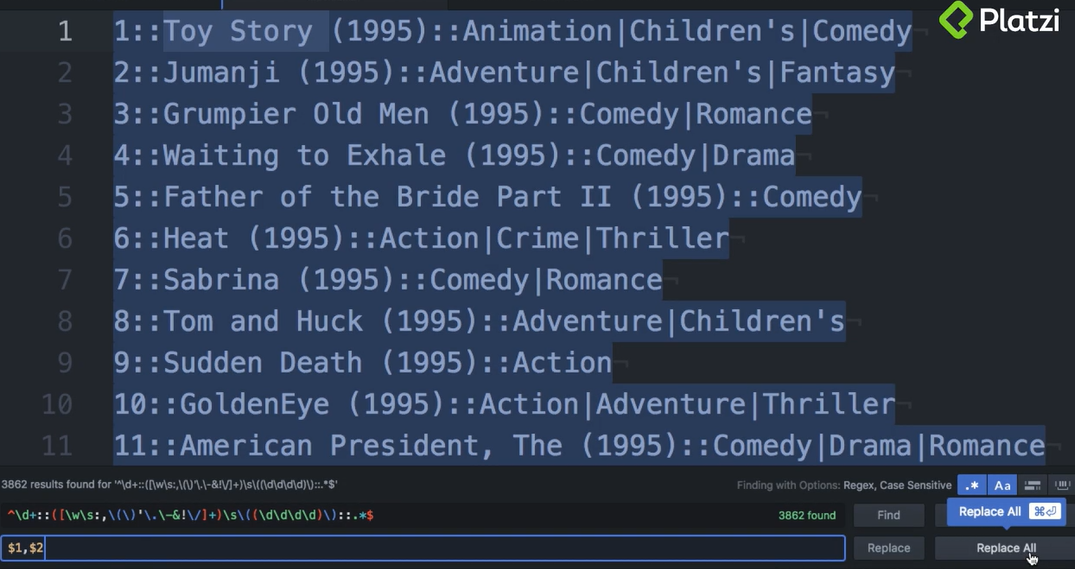 Platzi
1 1::Toy Story (1995)::Animation|Children's|Comedy
2 2::Jumanji (1995)::Adventure|Children's|Fantasy
3 3::Grumpier Old Men (1995)::Comedy|Romance
4 4::Waiting to Exhale (1995)::Comedy|Drama
5 5::Father of the Bride Part II (1995)::Comedy
6 6::Heat (1995)::Action|Crime|Thriller
7 7::Sabrina (1995)::Comedy|Romance
8 8::Tom and Huck (1995)::Adventure|Children's
9 9::Sudden Death (1995)::Action
10 10::GoldenEye (1995)::Action|Adventure|Thriller
11 11::American President, The (1995)::Comedy|Drama|Romance
3862 results found for '^\d+::([\w\s:,\(\)'\.\-&!\/]+)\s\((\d\d\d\d)\)::.*$' Finding with Options: Regex, Case Sensitive .* Aa
^\d+::([\w\s:,\(\)'\.\-&!\/]+)\s\((\d\d\d\d)\)::.*$ 3862 found Find Replace All ⌘⏎
$1,$2 Replace Replace All